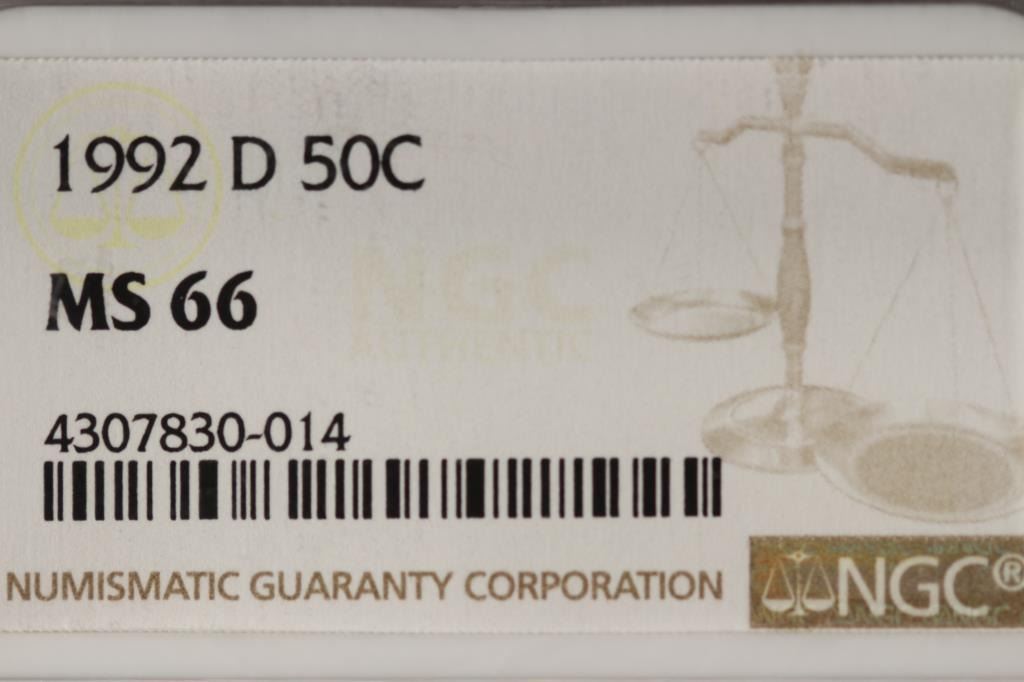 1992 D 50C
NGC
AUTHENTIC
MS 66
4307830-014
NUMISMATIC GUARANTY CORPORATION
NGC®